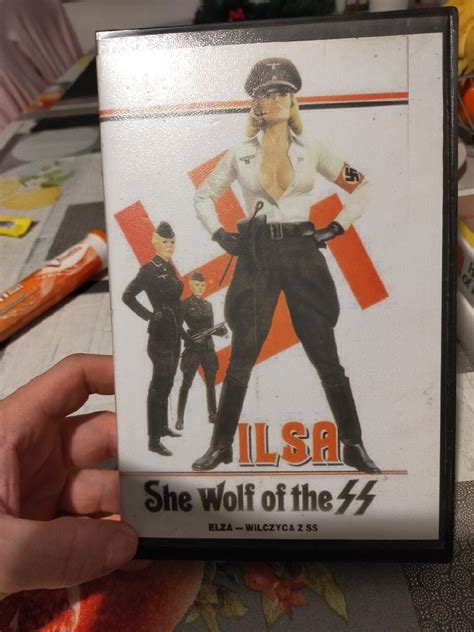 ILSA
She Wolf of the SS
ELZA — WILCZYCA Z SS